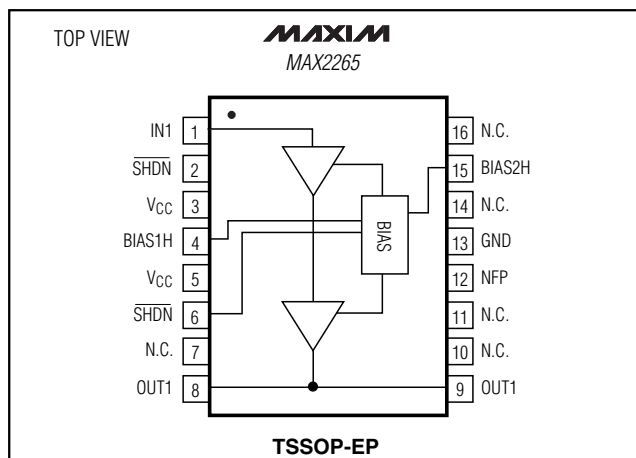 TOP VIEW
MAXIM
MAX2265
IN1 1
SHDN 2
VCC 3
BIAS1H 4
VCC 5
SHDN 6
N.C. 7
OUT1 8
BIAS
16 N.C.
15 BIAS2H
14 N.C.
13 GND
12 NFP
11 N.C.
10 N.C.
9 OUT1
TSSOP-EP